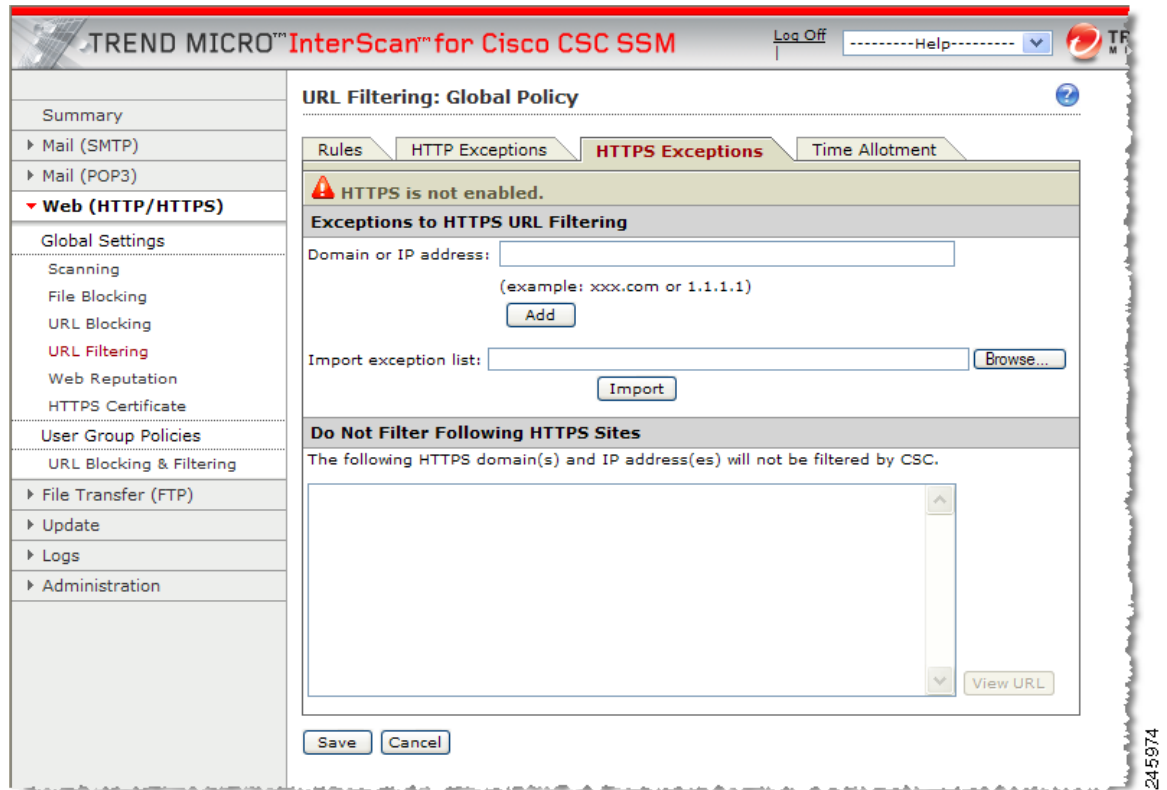 TREND MICRO™ InterScan™ for Cisco CSC SSM
Log Off
|
---------Help---------
URL Filtering: Global Policy
?
Summary
Mail (SMTP)
Mail (POP3)
Web (HTTP/HTTPS)
Global Settings
Scanning
File Blocking
URL Blocking
URL Filtering
Web Reputation
HTTPS Certificate
User Group Policies
URL Blocking & Filtering
File Transfer (FTP)
Update
Logs
Administration
Rules
HTTP Exceptions
HTTPS Exceptions
Time Allotment
HTTPS is not enabled.
Exceptions to HTTPS URL Filtering
Domain or IP address:
(example: xxx.com or 1.1.1.1)
Add
Import exception list:
Browse...
Import
Do Not Filter Following HTTPS Sites
The following HTTPS domain(s) and IP address(es) will not be filtered by CSC.
View URL
Save
Cancel
245974